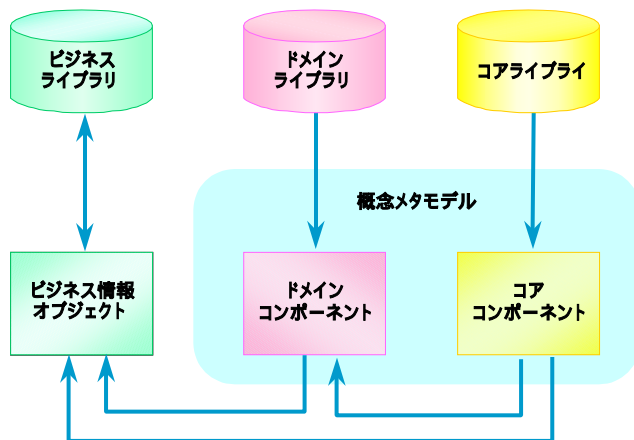 ビジネス
ライブラリ
ドメイン
ライブラリ
コアライブライ
概念メタモデル
ビジネス情報
オブジェクト
ドメイン
コンポーネント
コア
コンポーネント